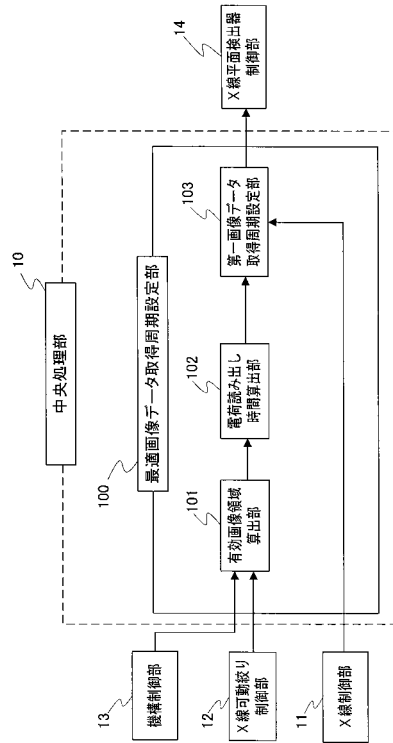 10
中央処理部
100
最適画像データ取得周期設定部
13
機構制御部
12
X線可動絞り
制御部
11
X線制御部
101
有効画像領域
算出部
102
電荷読み出し
時間算出部
103
第一画像データ
取得周期設定部
14
X線平面検出器
制御部